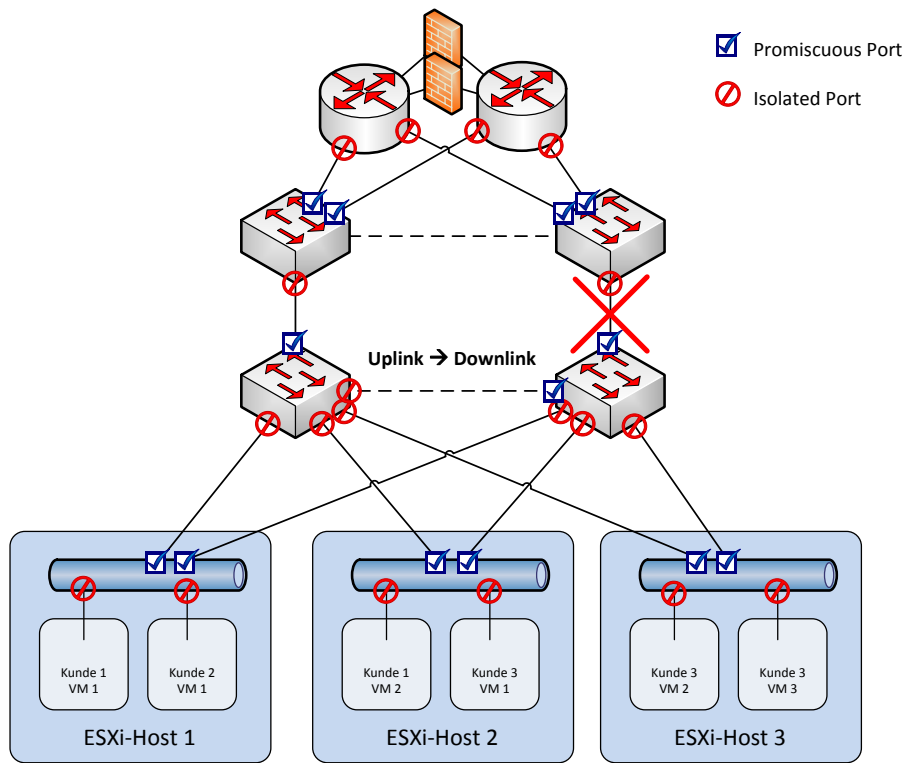 Promiscuous Port
Isolated Port
Uplink → Downlink
Kunde 1
VM 1
Kunde 2
VM 1
Kunde 1
VM 2
Kunde 3
VM 1
Kunde 3
VM 2
Kunde 3
VM 3
ESXi-Host 1
ESXi-Host 2
ESXi-Host 3